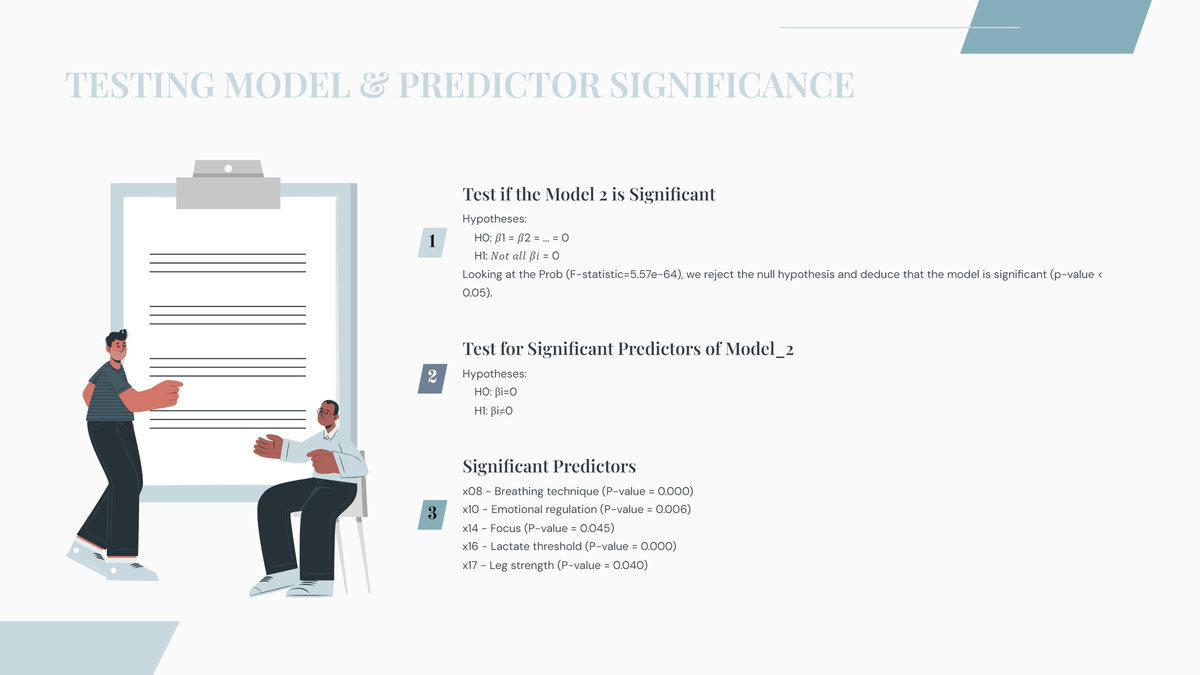 TESTING MODEL & PREDICTOR SIGNIFICANCE
1
Test if the Model 2 is Significant
Hypotheses:
H0: 𝛽1 = 𝛽2 = ... = 0
H1: 𝑁𝑜𝑡 𝑎𝑙𝑙 𝛽𝑖 = 0
Looking at the Prob (F-statistic=5.57e-64), we reject the null hypothesis and deduce that the model is significant (p-value <
0.05).
2
Test for Significant Predictors of Model_2
Hypotheses:
H0: βi=0
H1: βi≠0
3
Significant Predictors
x08 - Breathing technique (P-value = 0.000)
x10 - Emotional regulation (P-value = 0.006)
x14 - Focus (P-value = 0.045)
x16 - Lactate threshold (P-value = 0.000)
x17 - Leg strength (P-value = 0.040)